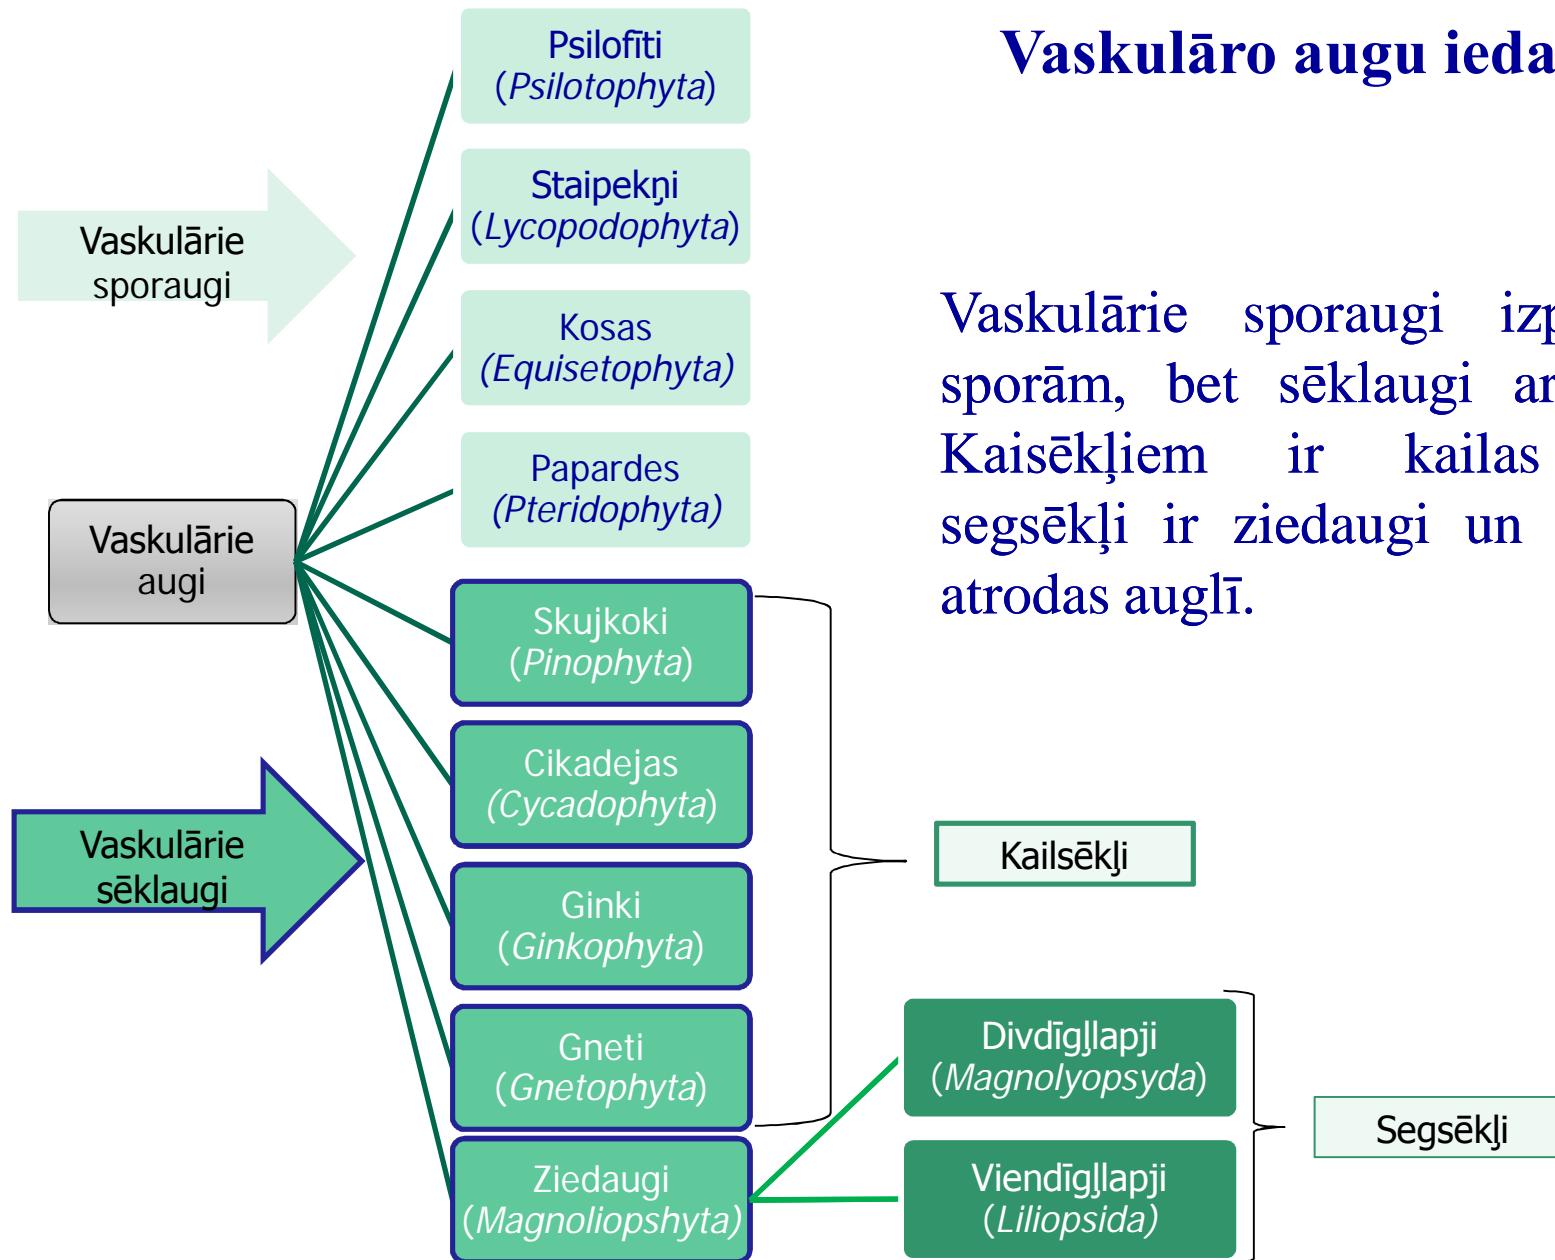 Vaskulāro augu ieda
Psilofīti
(Psilotophyta)
Staipekņi
(Lycopodophyta)
Vaskulārie
sporaugi
Kosas
(Equisetophyta)
Papardes
(Pteridophyta)
Vaskulārie sporaugi izp
sporām, bet sēklaugi ar
Kaisēkļiem ir kailas
segsēkļi ir ziedaugi un
atrodas auglī.
Vaskulārie
augi
Skujkoki
(Pinophyta)
Cikadejas
(Cycadophyta)
Vaskulārie
sēklaugi
Kailsēkļi
Ginki
(Ginkophyta)
Gneti
(Gnetophyta)
Divdīgļlapji
(Magnolyopsyda)
Segsēkļi
Ziedaugi
(Magnoliopshyta)
Viendīgļlapji
(Liliopsida)